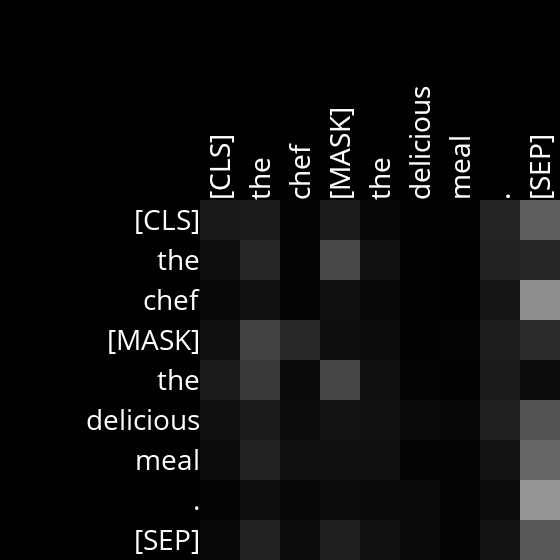 [CLS] the chef [MASK] the delicious meal . [SEP]
[CLS]
the
chef
[MASK]
the
delicious
meal
.
[SEP]